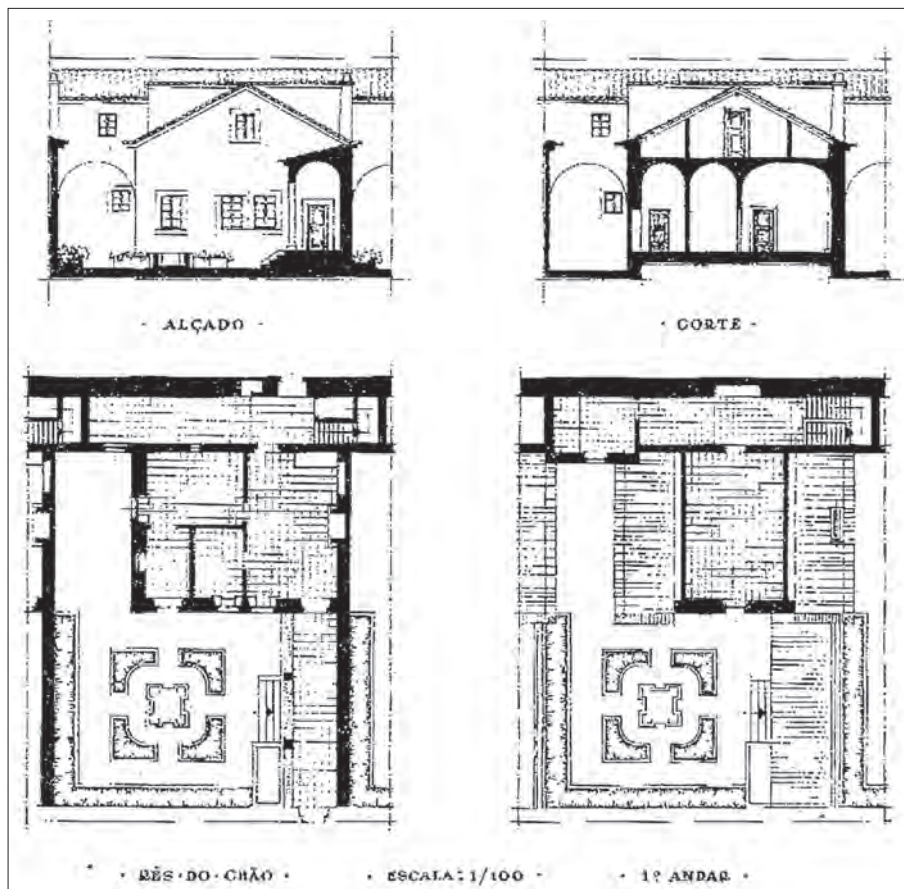 · ALÇADO ·
· CORTE ·
· RÉS·DO·CHÃO · · ESCALA: 1/100 · 1º ANDAR ·